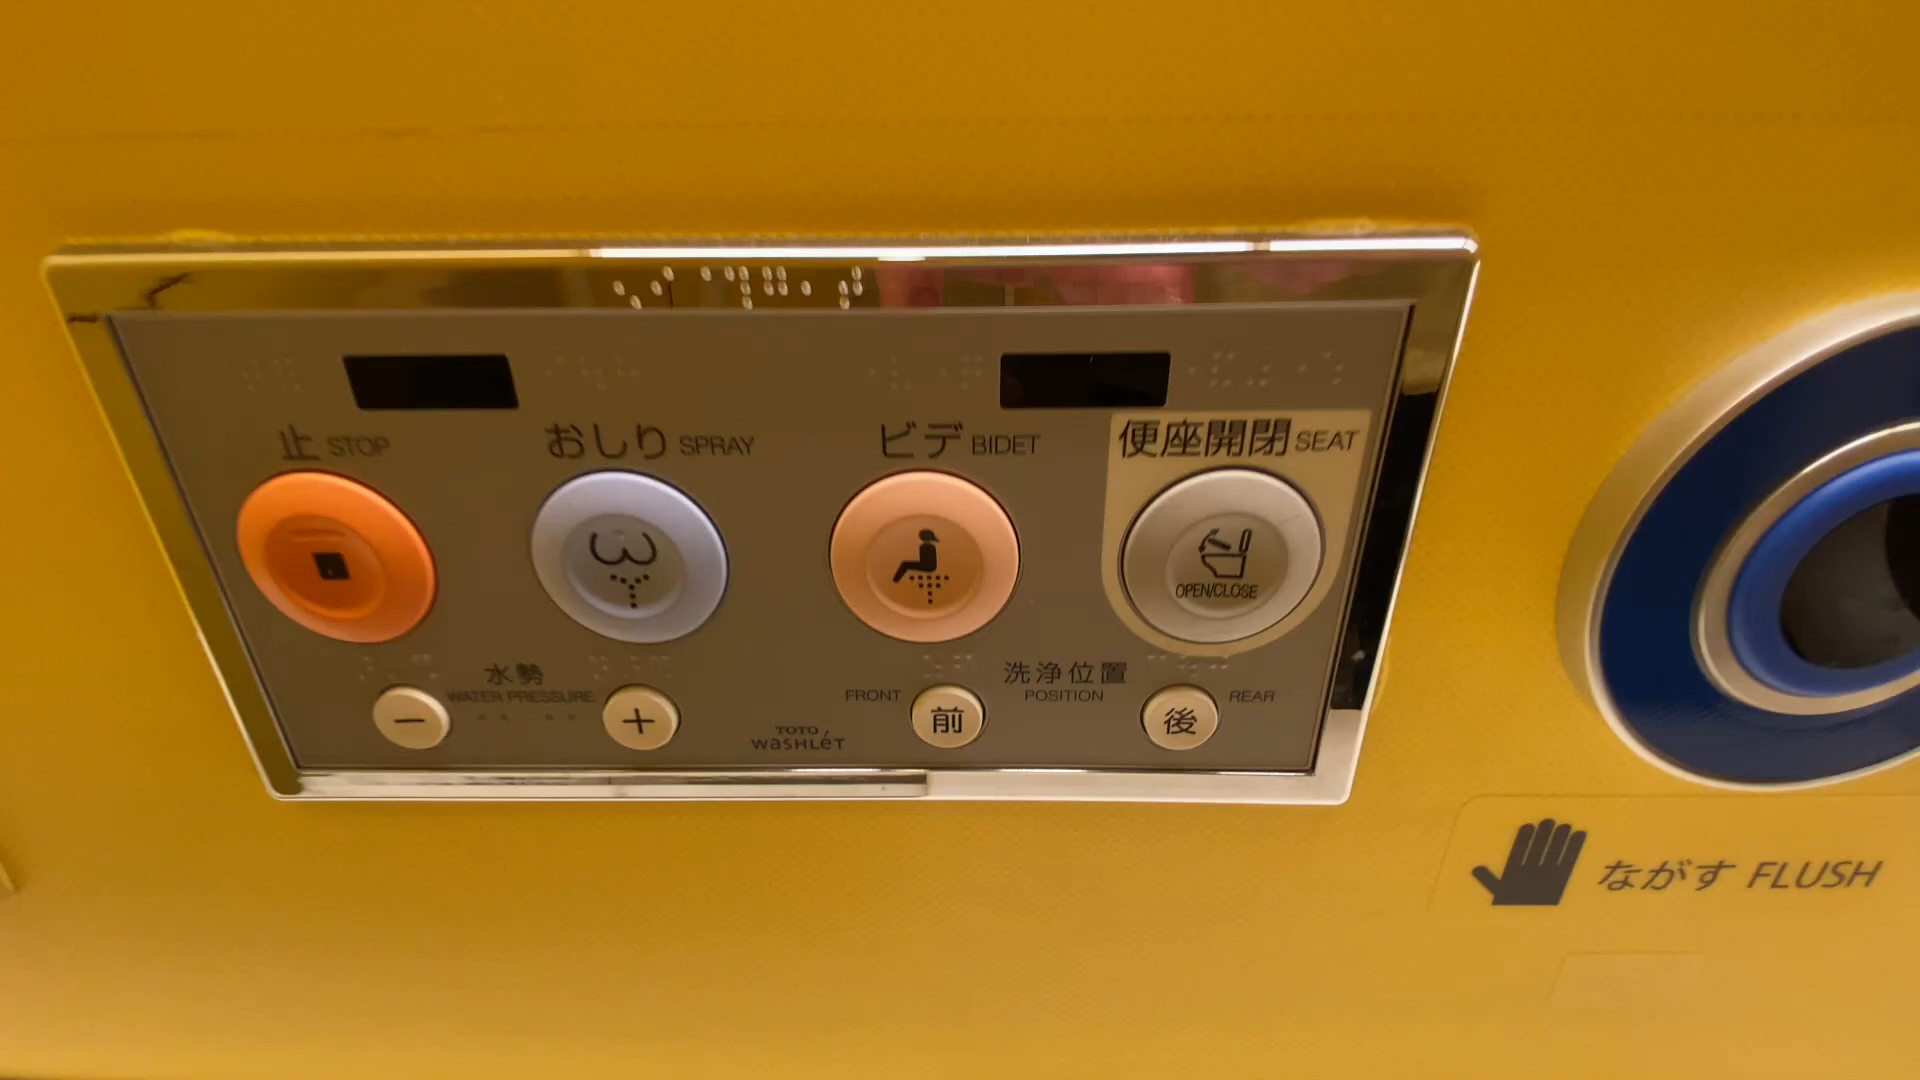 止 STOP
おしり SPRAY
ビデ BIDET
便座開閉 SEAT
OPEN/CLOSE
水勢
WATER PRESSURE
−
+
TOTO
WASHLET
洗浄位置
FRONT POSITION REAR
前
後
ながす FLUSH